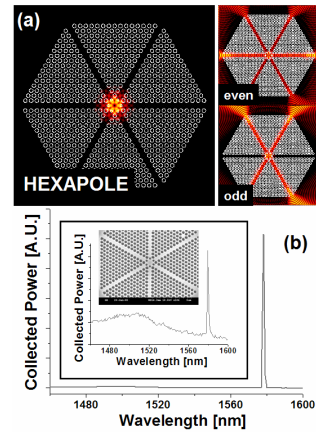 (a)
HEXAPOLE
even
odd
(b)
Collected Power [A.U.]
1480 1520 1560 1600
Wavelength [nm]
Collected Power [A.U.]
1480 1520 1560 1600
Wavelength [nm]